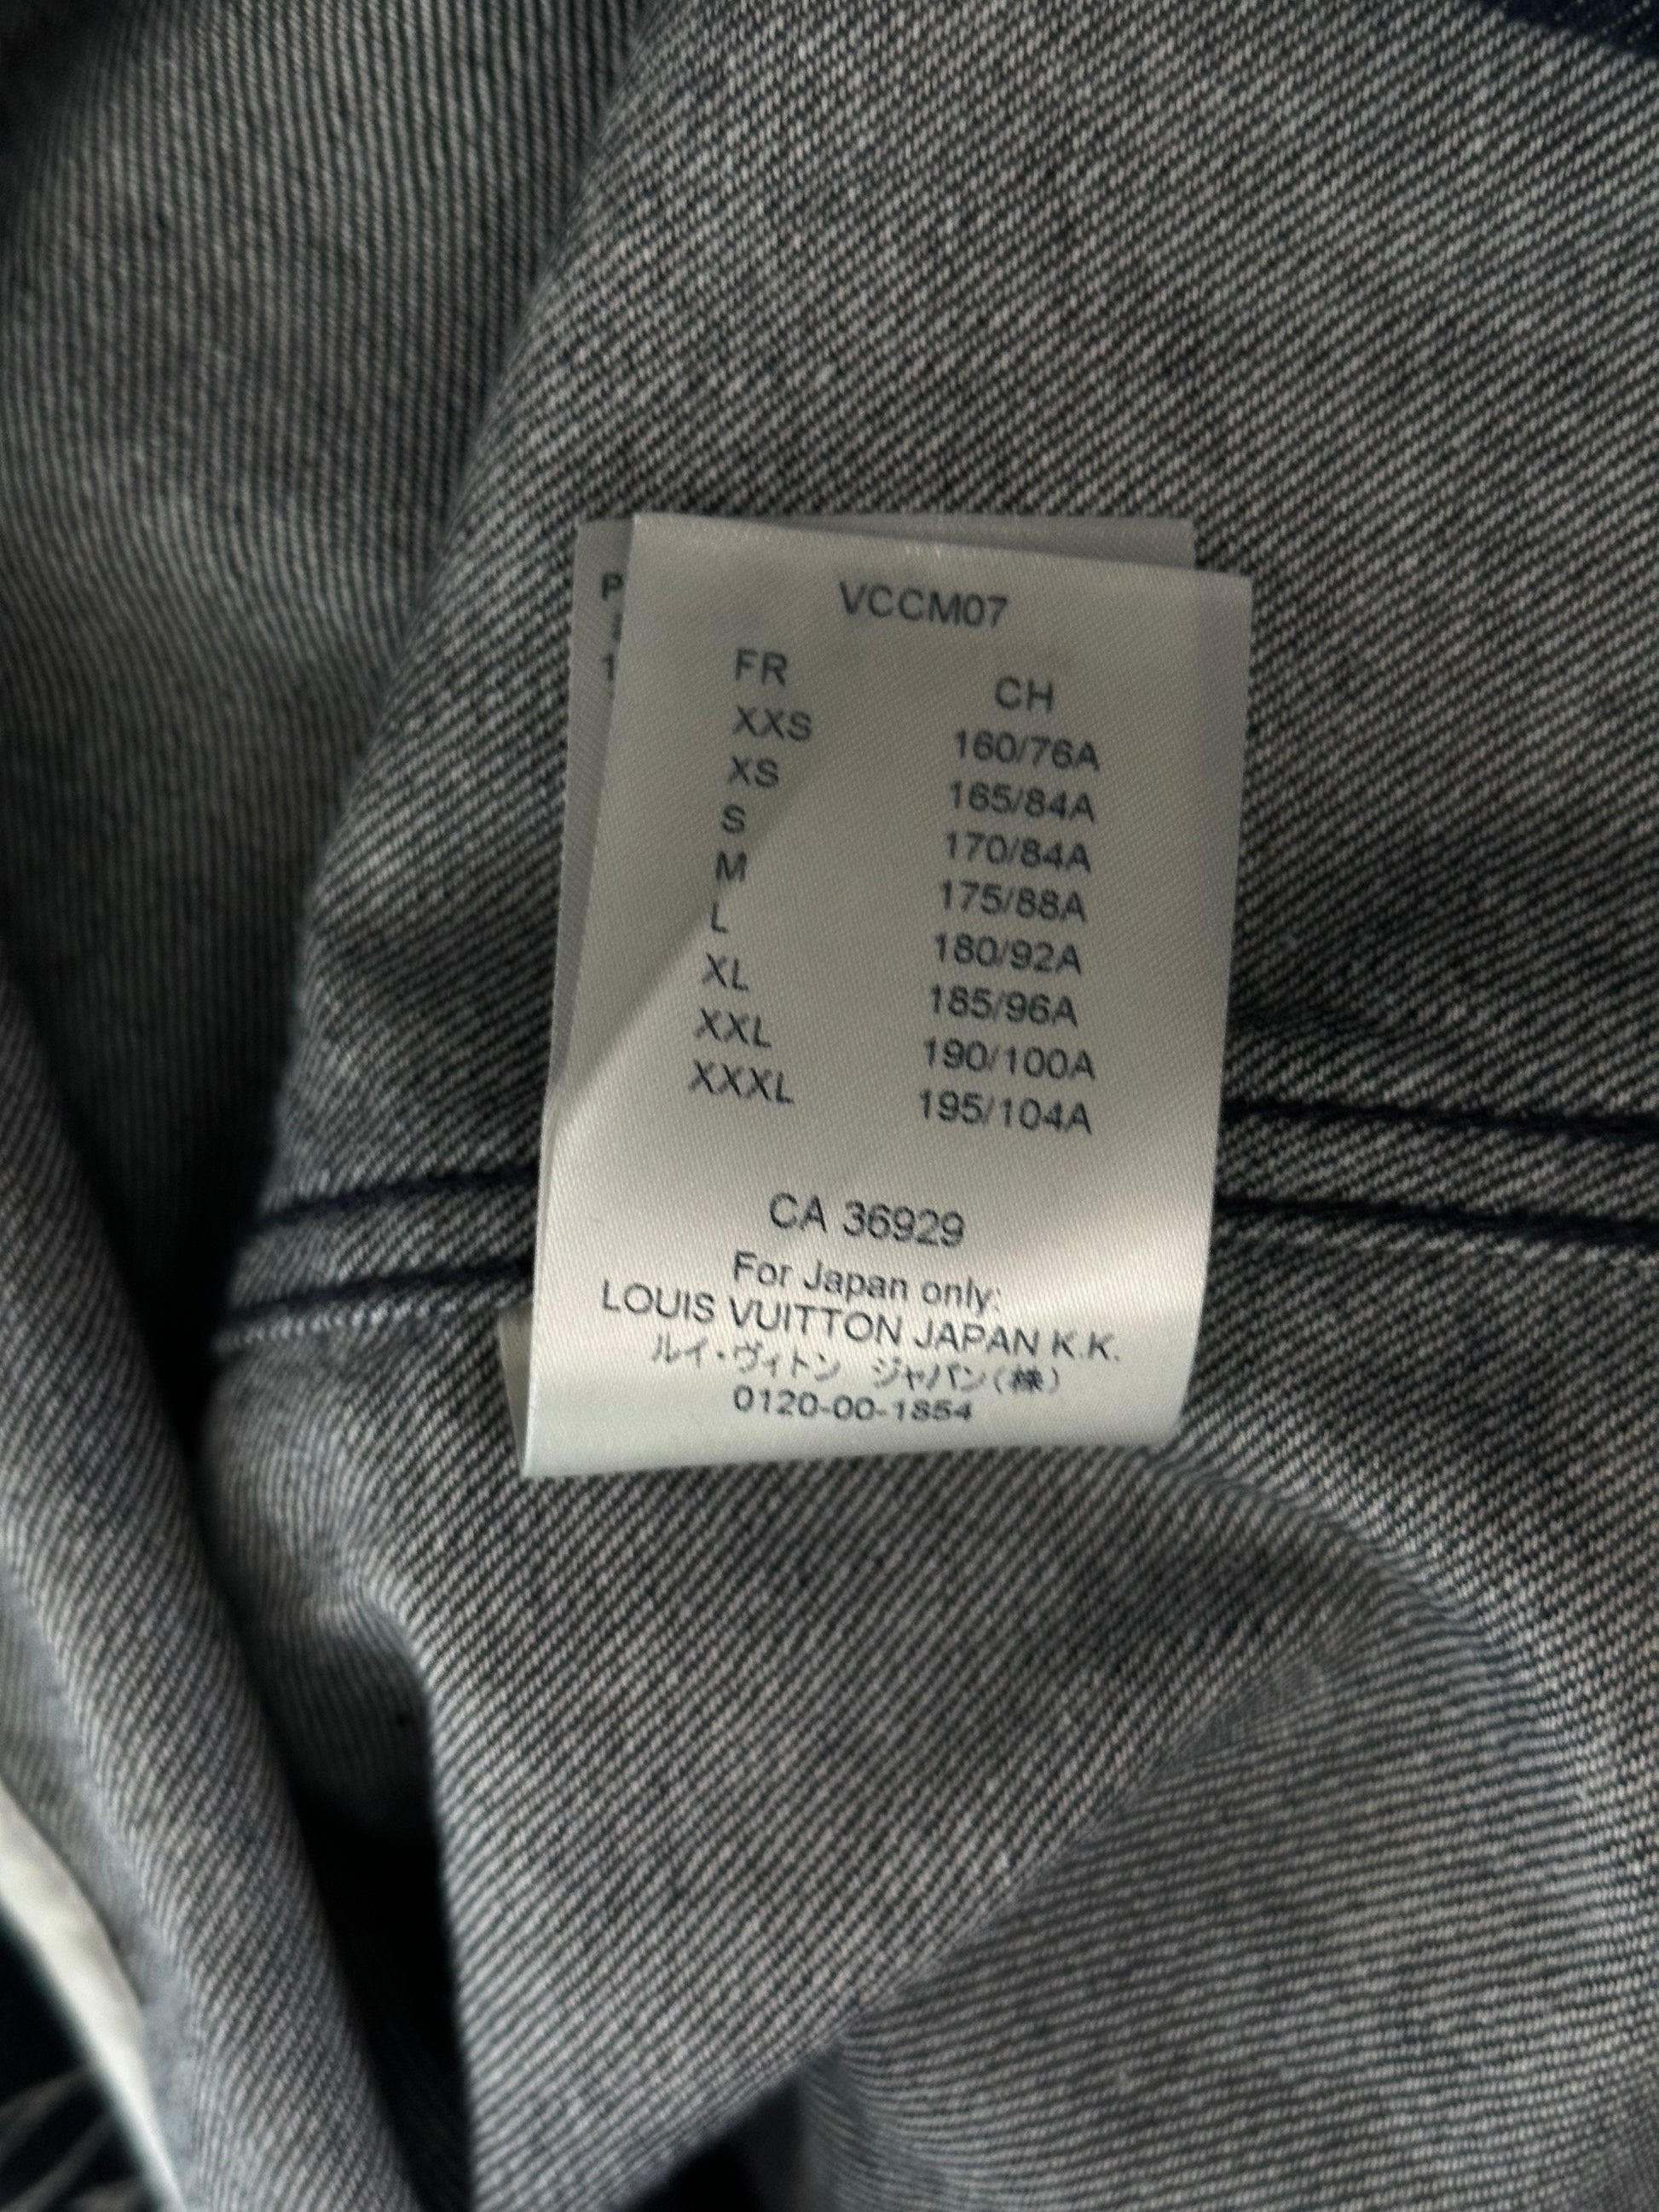 VCCM07
FR CH
XXS 160/76A
XS 165/84A
S 170/84A
M 175/88A
L 180/92A
XL 185/96A
XXL 190/100A
XXXL 195/104A
CA 36929
For Japan only:
LOUIS VUITTON JAPAN K.K.
ルイ・ヴィトン ジャパン(株)
0120-00-1854
P
1